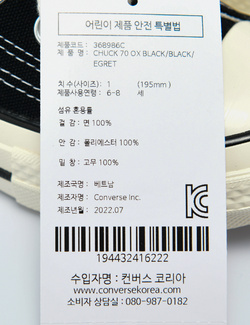 어린이 제품 안전 특별법
제품코드 : 368986C
제 품 명 : CHUCK 70 OX BLACK/BLACK/
EGRET
치 수(사이즈) : 1 (195mm)
제품사용연령 : 6-8 세
섬유 혼용률
겉 감 : 면 100%
안 감 : 폴리에스터 100%
밑 창 : 고무 100%
제조국명 : 베트남
제조자명 : Converse Inc.
제조년월 : 2022.07
194432416222
수입자명 : 컨버스 코리아
www.conversekorea.com
소비자 상담실 : 080-987-0182